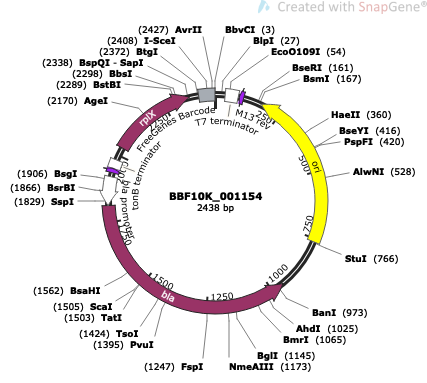 Created with SnapGene®
(2427) AvrII
(2408) I-SceI
(2372) BtgI
(2338) BspQI - SapI
(2298) BbsI
(2289) BstBI
(2170) AgeI
BbvCI (3)
BlpI (27)
EcoO109I (54)
BseRI (161)
BsmI (167)
HaeII (360)
BseYI (416)
PspFI (420)
AlwNI (528)
StuI (766)
BanI (973)
AhdI (1025)
BmrI (1065)
BglI (1145)
NmeAIII (1173)
(1247) FspI
(1395) PvuI
(1424) TsoI
(1503) TatI
(1505) ScaI
(1562) BsaHI
(1829) SspI
(1866) BsrBI
(1906) BsgI
rplX
FreeGenes Barcode
T7 terminator
M13 rev
ori
bla
bla promoter
tonB terminator
250
500
750
1000
1250
1500
1750
2250
BBF10K_001154
2438 bp